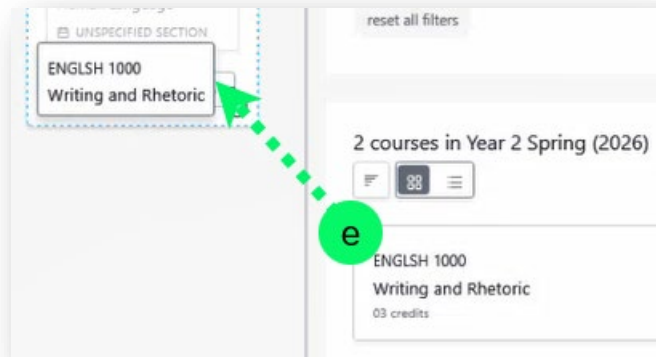 UNSPECIFIED SECTION
ENGLSH 1000
Writing and Rhetoric
reset all filters
2 courses in Year 2 Spring (2026)
e
ENGLSH 1000
Writing and Rhetoric
03 credits